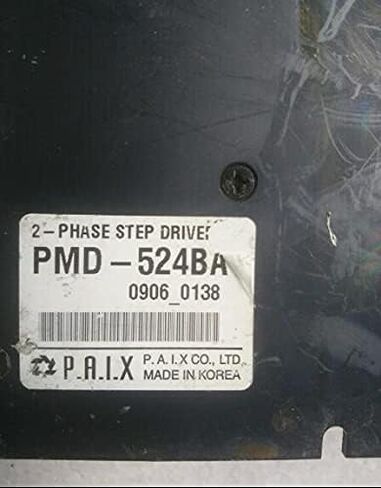 2-PHASE STEP DRIVER
PMD-524BA
0906_0138
P.A.I.X P. A. I. X CO., LTD
MADE IN KOREA